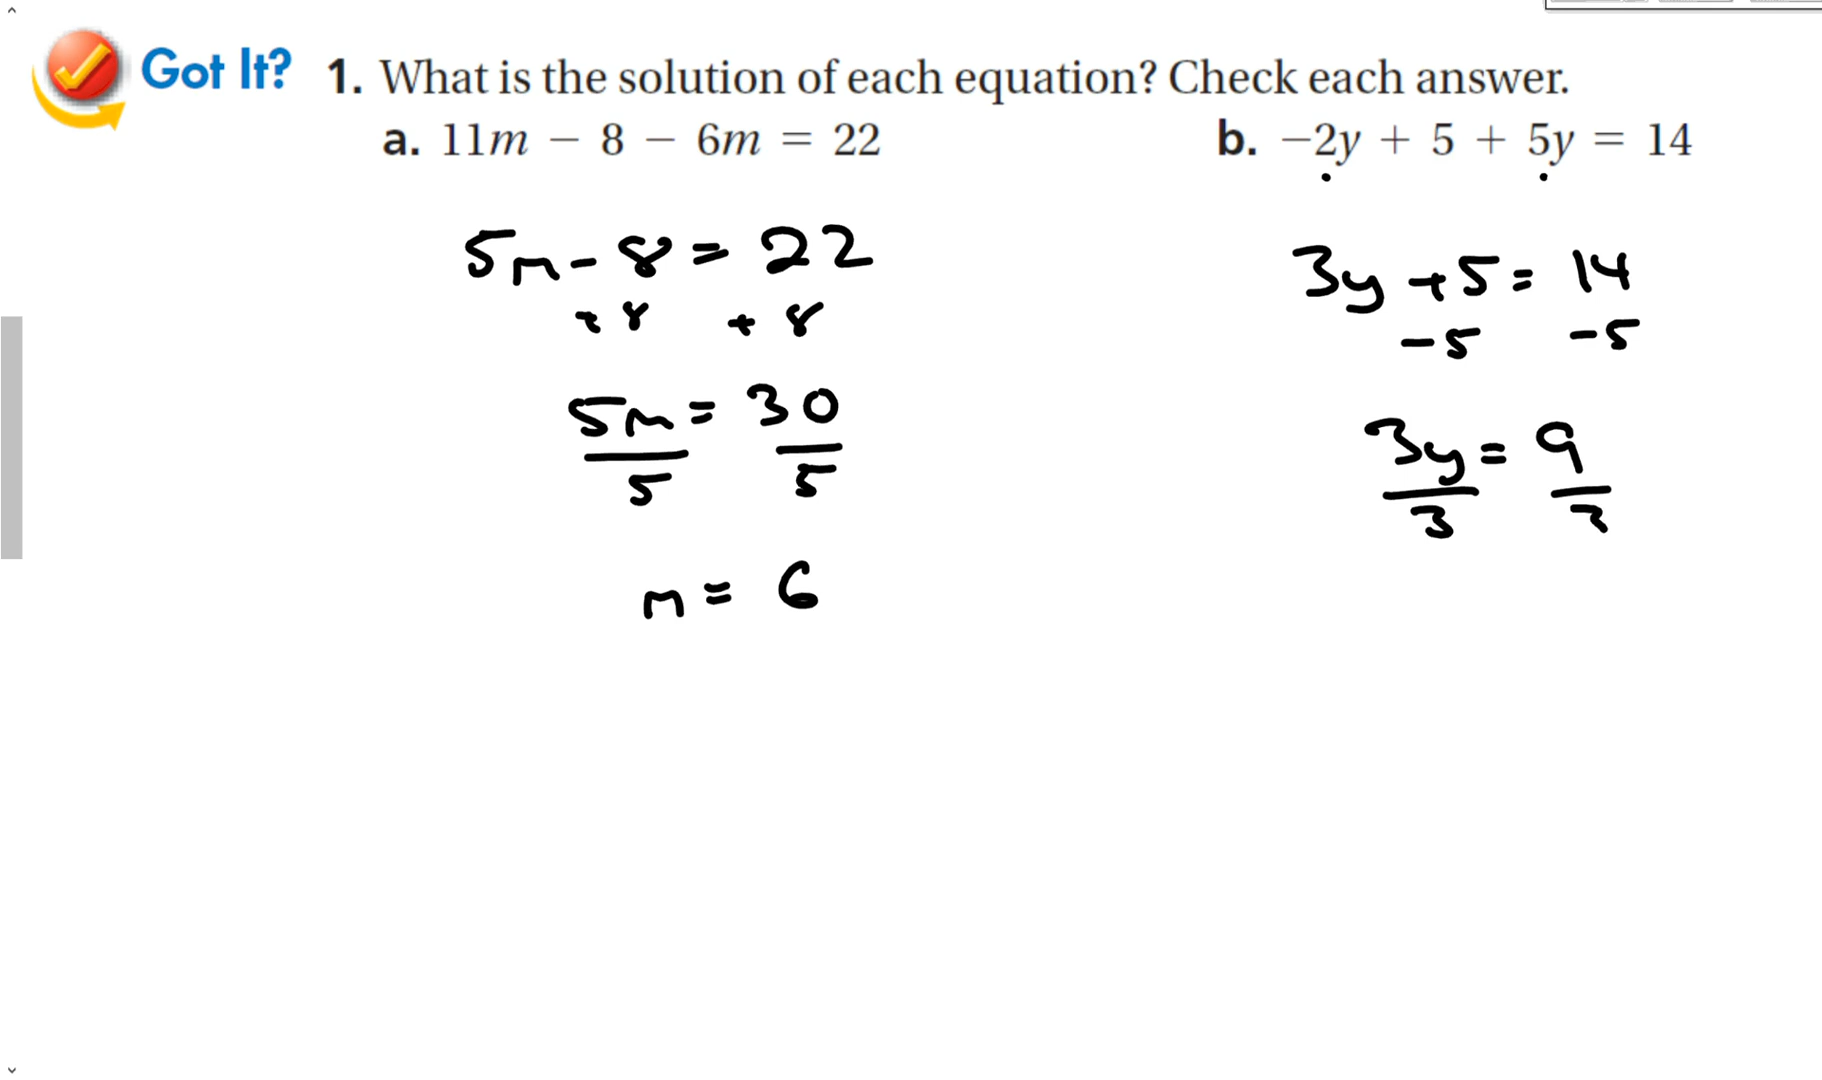 Got It? 1. What is the solution of each equation? Check each answer.
a. 11m − 8 − 6m = 22
b. −2y + 5 + 5y = 14
5m - 8 = 22
+8 +8
5m = 30
5 5
m = 6
3y + 5 = 14
-5 -5
3y = 9
3 3